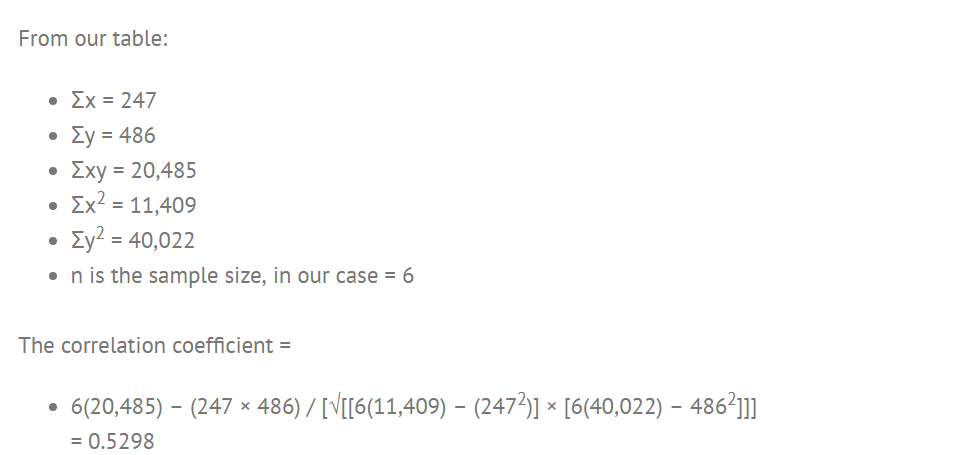 From our table:
• Σx = 247
• Σy = 486
• Σxy = 20,485
• Σx² = 11,409
• Σy² = 40,022
• n is the sample size, in our case = 6
The correlation coefficient =
• 6(20,485) – (247 × 486) / [√[[6(11,409) – (247²)] × [6(40,022) – 486²]]]
= 0.5298